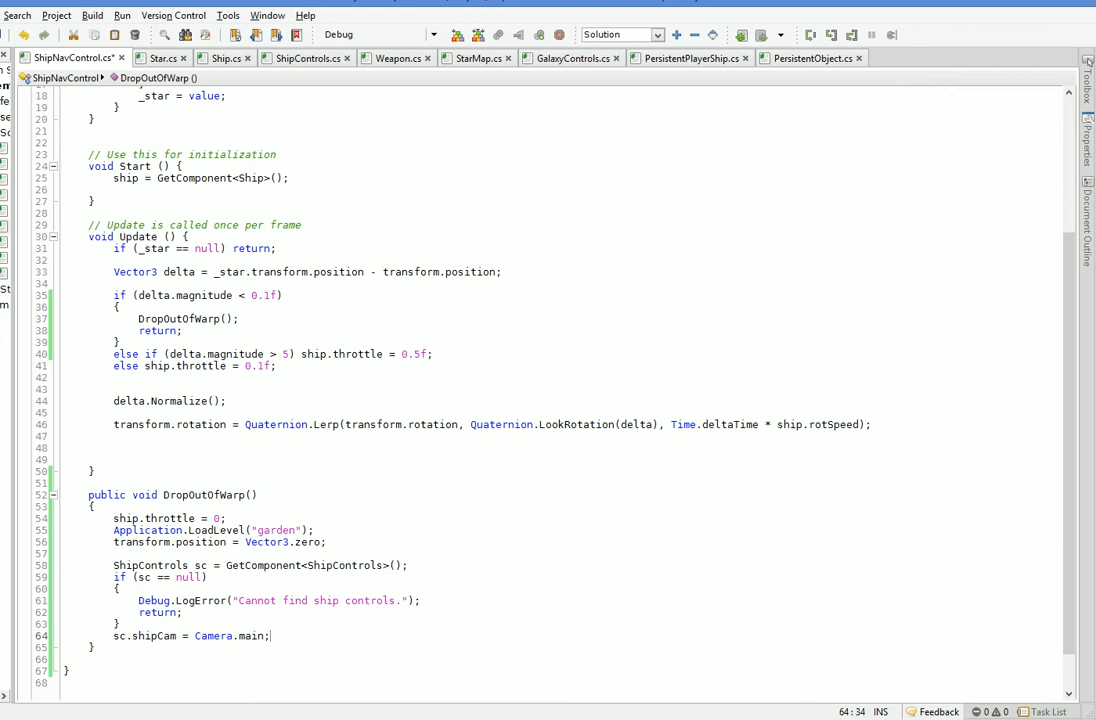 Search Project Build Run Version Control Tools Window Help
Debug Solution
ShipNavControl.cs* × Star.cs × Ship.cs × ShipControls.cs × Weapon.cs × StarMap.cs × GalaxyControls.cs × PersistentPlayerShip.cs × PersistentObject.cs ×
ShipNavControl DropOutOfWarp ()
18 _star = value;
19 }
20 }
21
22
23 // Use this for initialization
24 void Start () {
25 ship = GetComponent<Ship>();
26
27 }
28
29 // Update is called once per frame
30 void Update () {
31 if (_star == null) return;
32
33 Vector3 delta = _star.transform.position - transform.position;
34
35 if (delta.magnitude < 0.1f)
36 {
37 DropOutOfWarp();
38 return;
39 }
40 else if (delta.magnitude > 5) ship.throttle = 0.5f;
41 else ship.throttle = 0.1f;
42
43
44 delta.Normalize();
45
46 transform.rotation = Quaternion.Lerp(transform.rotation, Quaternion.LookRotation(delta), Time.deltaTime * ship.rotSpeed);
47
48
49
50 }
51
52 public void DropOutOfWarp()
53 {
54 ship.throttle = 0;
55 Application.LoadLevel("garden");
56 transform.position = Vector3.zero;
57
58 ShipControls sc = GetComponent<ShipControls>();
59 if (sc == null)
60 {
61 Debug.LogError("Cannot find ship controls.");
62 return;
63 }
64 sc.shipCam = Camera.main;
65 }
66
67 }
68
Toolbox
Properties
Document Outline
64 : 34 INS Feedback 0 0 Task List